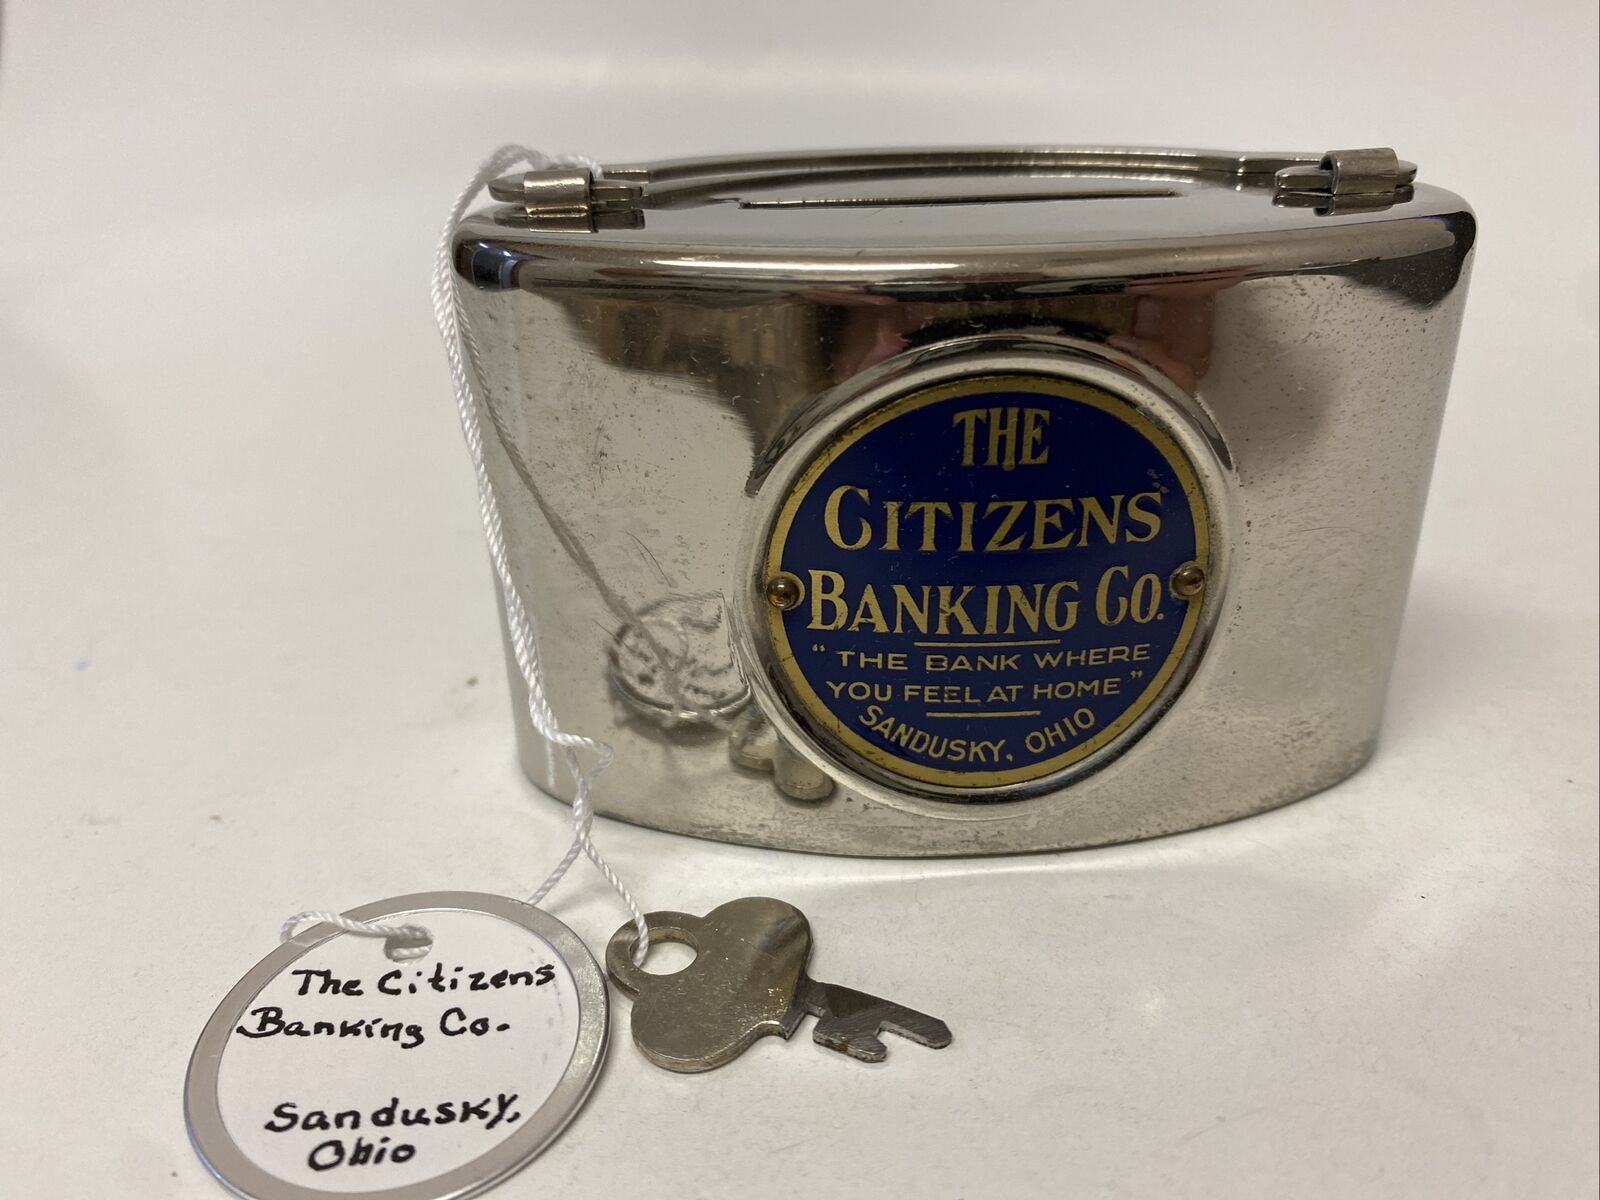 THE
CITIZENS
BANKING CO.
"THE BANK WHERE
YOU FEEL AT HOME"
SANDUSKY, OHIO
The Citizens
Banking Co.
Sandusky,
Ohio